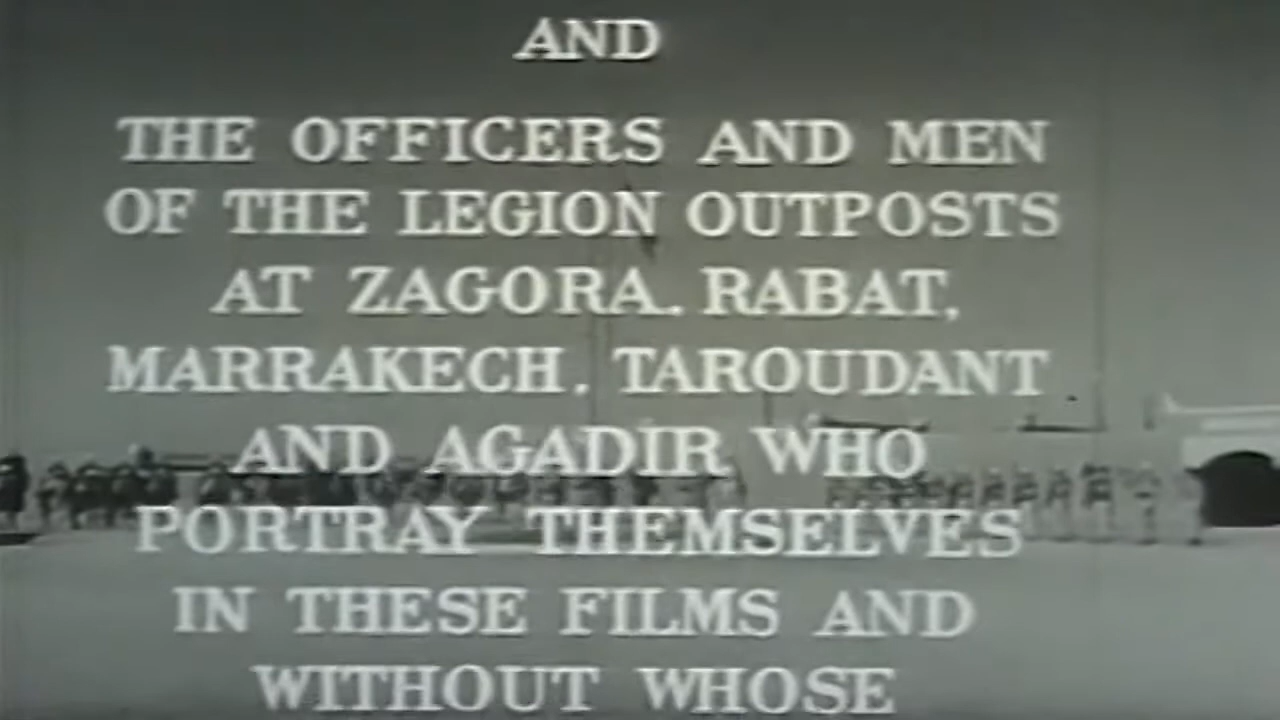 AND
THE OFFICERS AND MEN
OF THE LEGION OUTPOSTS
AT ZAGORA. RABAT,
MARRAKECH, TAROUDANT
AND AGADIR WHO
PORTRAY THEMSELVES
IN THESE FILMS AND
WITHOUT WHOSE